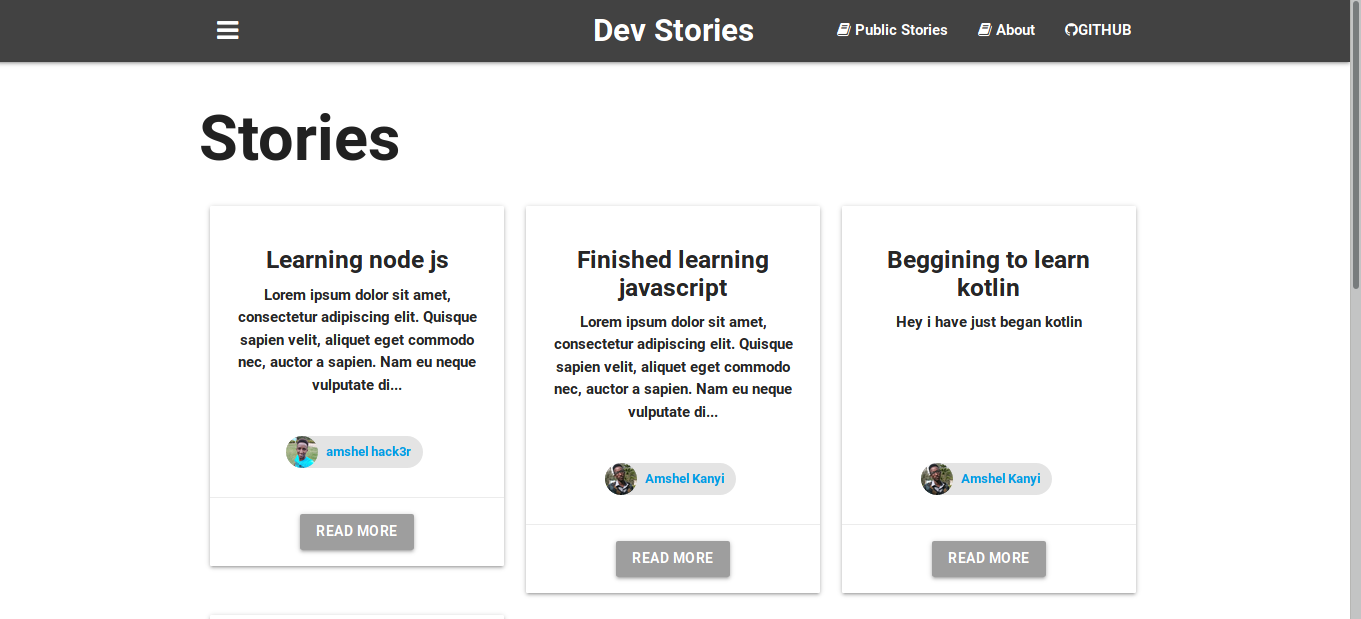 Dev Stories
Public Stories
About
GITHUB
Stories
Learning node js
Lorem ipsum dolor sit amet,
consectetur adipiscing elit. Quisque
sapien velit, aliquet eget commodo
nec, auctor a sapien. Nam eu neque
vulputate di...
amshel hack3r
READ MORE
Finished learning
javascript
Lorem ipsum dolor sit amet,
consectetur adipiscing elit. Quisque
sapien velit, aliquet eget commodo
nec, auctor a sapien. Nam eu neque
vulputate di...
Amshel Kanyi
READ MORE
Beggining to learn
kotlin
Hey i have just began kotlin
Amshel Kanyi
READ MORE